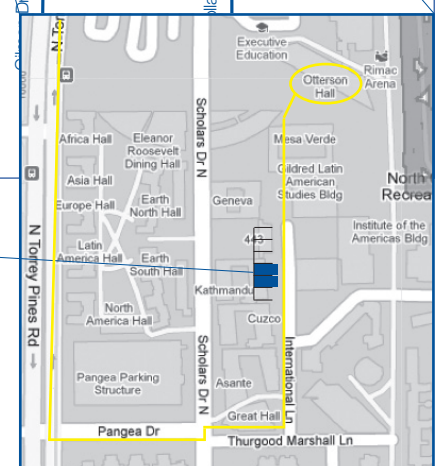 N Tor
Executive
Education
Otterson
Hall
Rimac
Arena
Africa Hall
Eleanor
Roosevelt
Dining Hall
Scholars Dr N
Mesa Verde
Asia Hall
Gildred Latin
American
Studies Bldg
North
Recrea
Europe Hall
Earth
North Hall
Geneva
N Torrey Pines Rd
Latin
America Hall
443
Institute of the
Americas Bldg
Earth
South Hall
Kathmandu
North
America Hall
Cuzco
Scholars Dr N
International Ln
Pangea Parking
Structure
Asante
Great Hall
Pangea Dr
Thurgood Marshall Ln